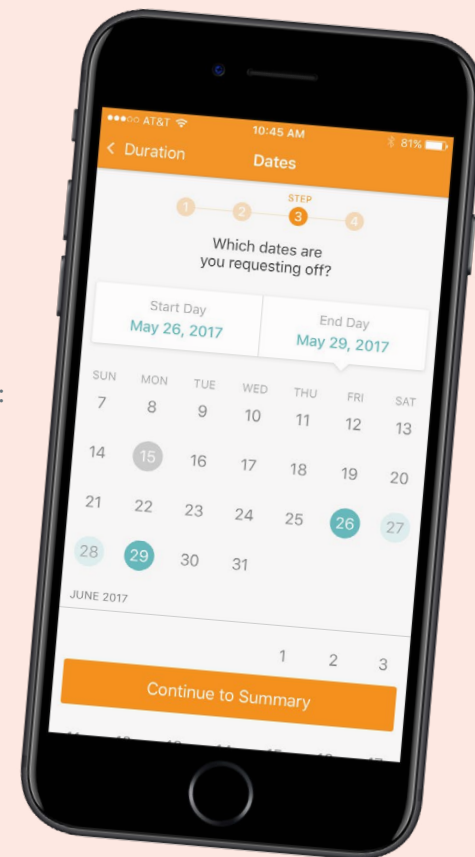 AT&T 10:45 AM 81%
< Duration Dates
STEP
1 2 3 4
Which dates are
you requesting off?
Start Day End Day
May 26, 2017 May 29, 2017
SUN MON TUE WED THU FRI SAT
7 8 9 10 11 12 13
14 15 16 17 18 19 20
21 22 23 24 25 26 27
28 29 30 31
JUNE 2017
1 2 3
Continue to Summary
: